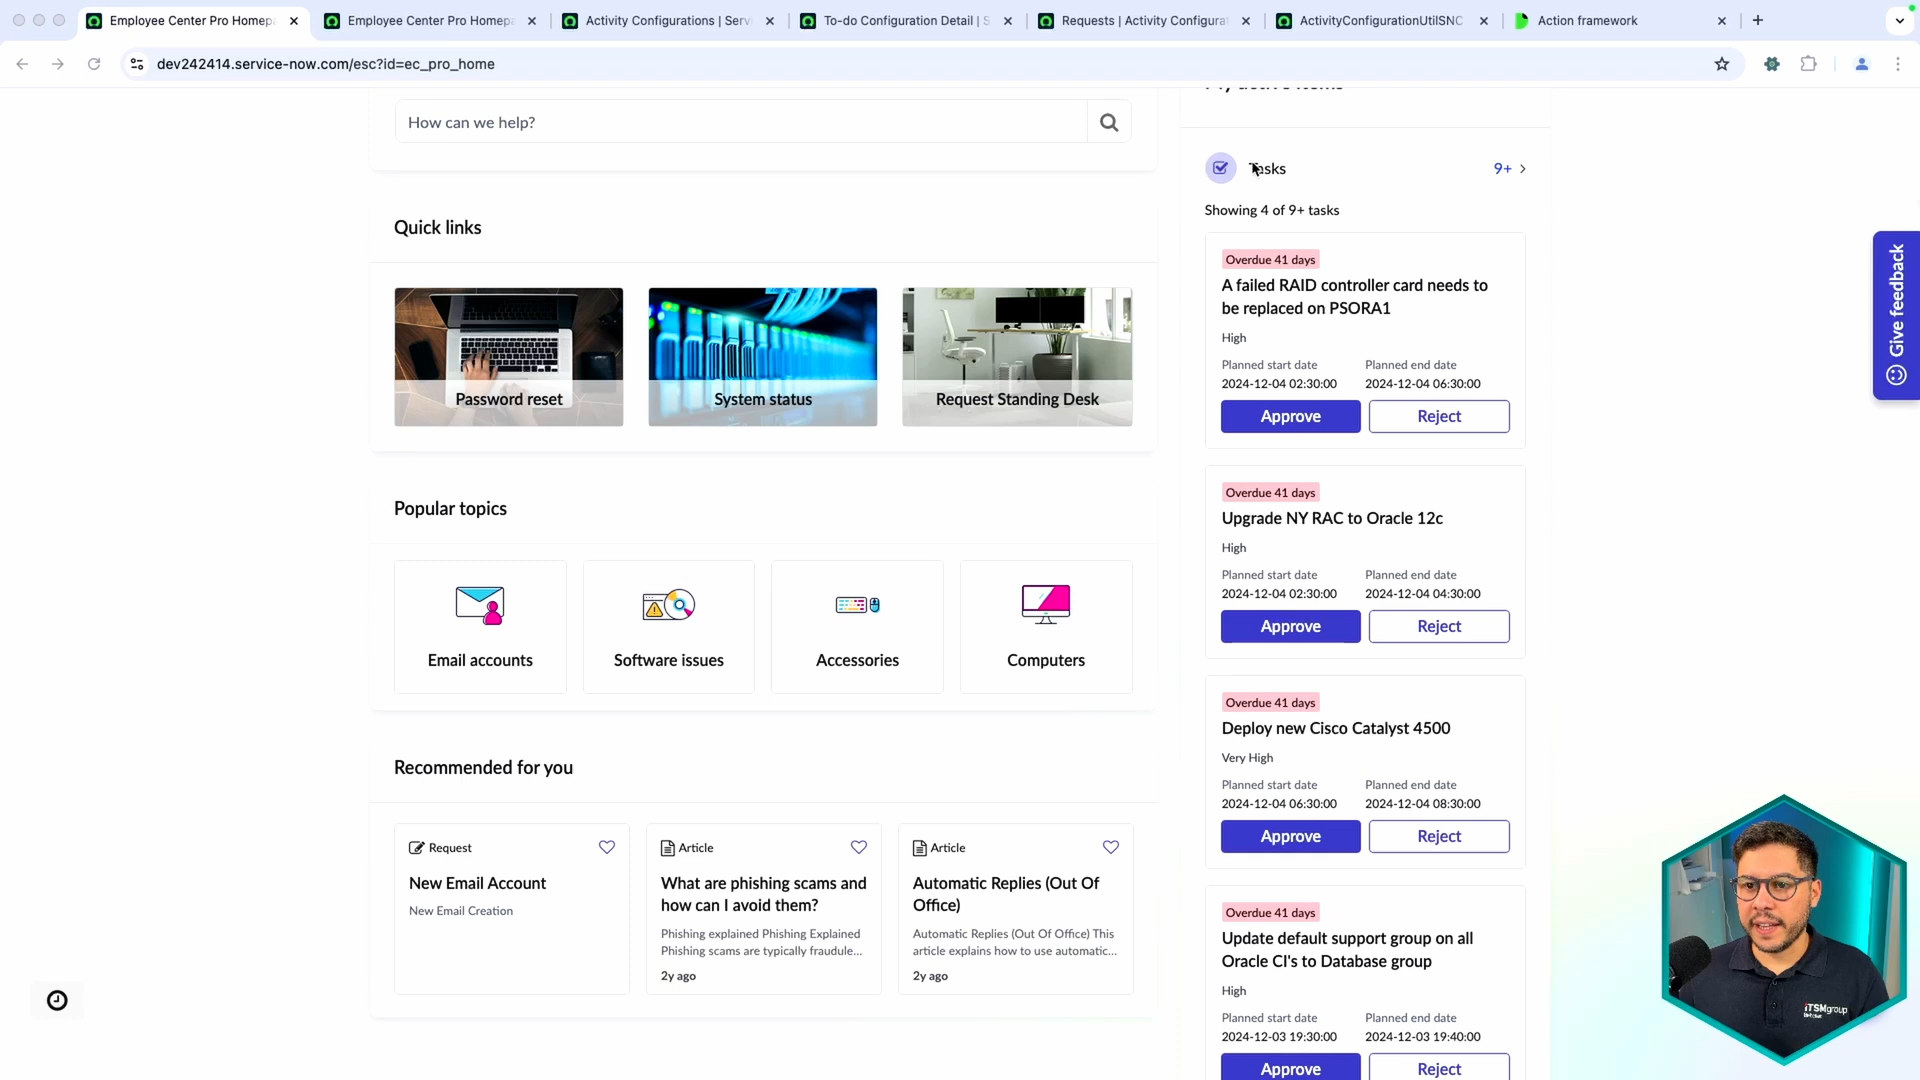 Employee Center Pro Homepa
Employee Center Pro Homepa
Activity Configurations | Servi
To-do Configuration Detail | S
Requests | Activity Configurat
ActivityConfigurationUtilSNC
Action framework
dev242414.service-now.com/esc?id=ec_pro_home
My active items
How can we help?
Tasks
9+
Showing 4 of 9+ tasks
Quick links
Password reset
System status
Request Standing Desk
Overdue 41 days
A failed RAID controller card needs to
be replaced on PSORA1
High
Planned start date
Planned end date
2024-12-04 02:30:00
2024-12-04 06:30:00
Approve
Reject
Give feedback
Overdue 41 days
Upgrade NY RAC to Oracle 12c
High
Planned start date
Planned end date
2024-12-04 02:30:00
2024-12-04 04:30:00
Approve
Reject
Popular topics
Email accounts
Software issues
Accessories
Computers
Overdue 41 days
Deploy new Cisco Catalyst 4500
Very High
Planned start date
Planned end date
2024-12-04 06:30:00
2024-12-04 08:30:00
Approve
Reject
Recommended for you
Request
New Email Account
New Email Creation
Article
What are phishing scams and
how can I avoid them?
Phishing explained Phishing Explained
Phishing scams are typically fraudule...
2y ago
Article
Automatic Replies (Out Of
Office)
Automatic Replies (Out Of Office) This
article explains how to use automatic...
2y ago
Overdue 41 days
Update default support group on all
Oracle CI's to Database group
High
Planned start date
Planned end date
2024-12-03 19:30:00
2024-12-03 19:40:00
Approve
Reject
iTSMgroup